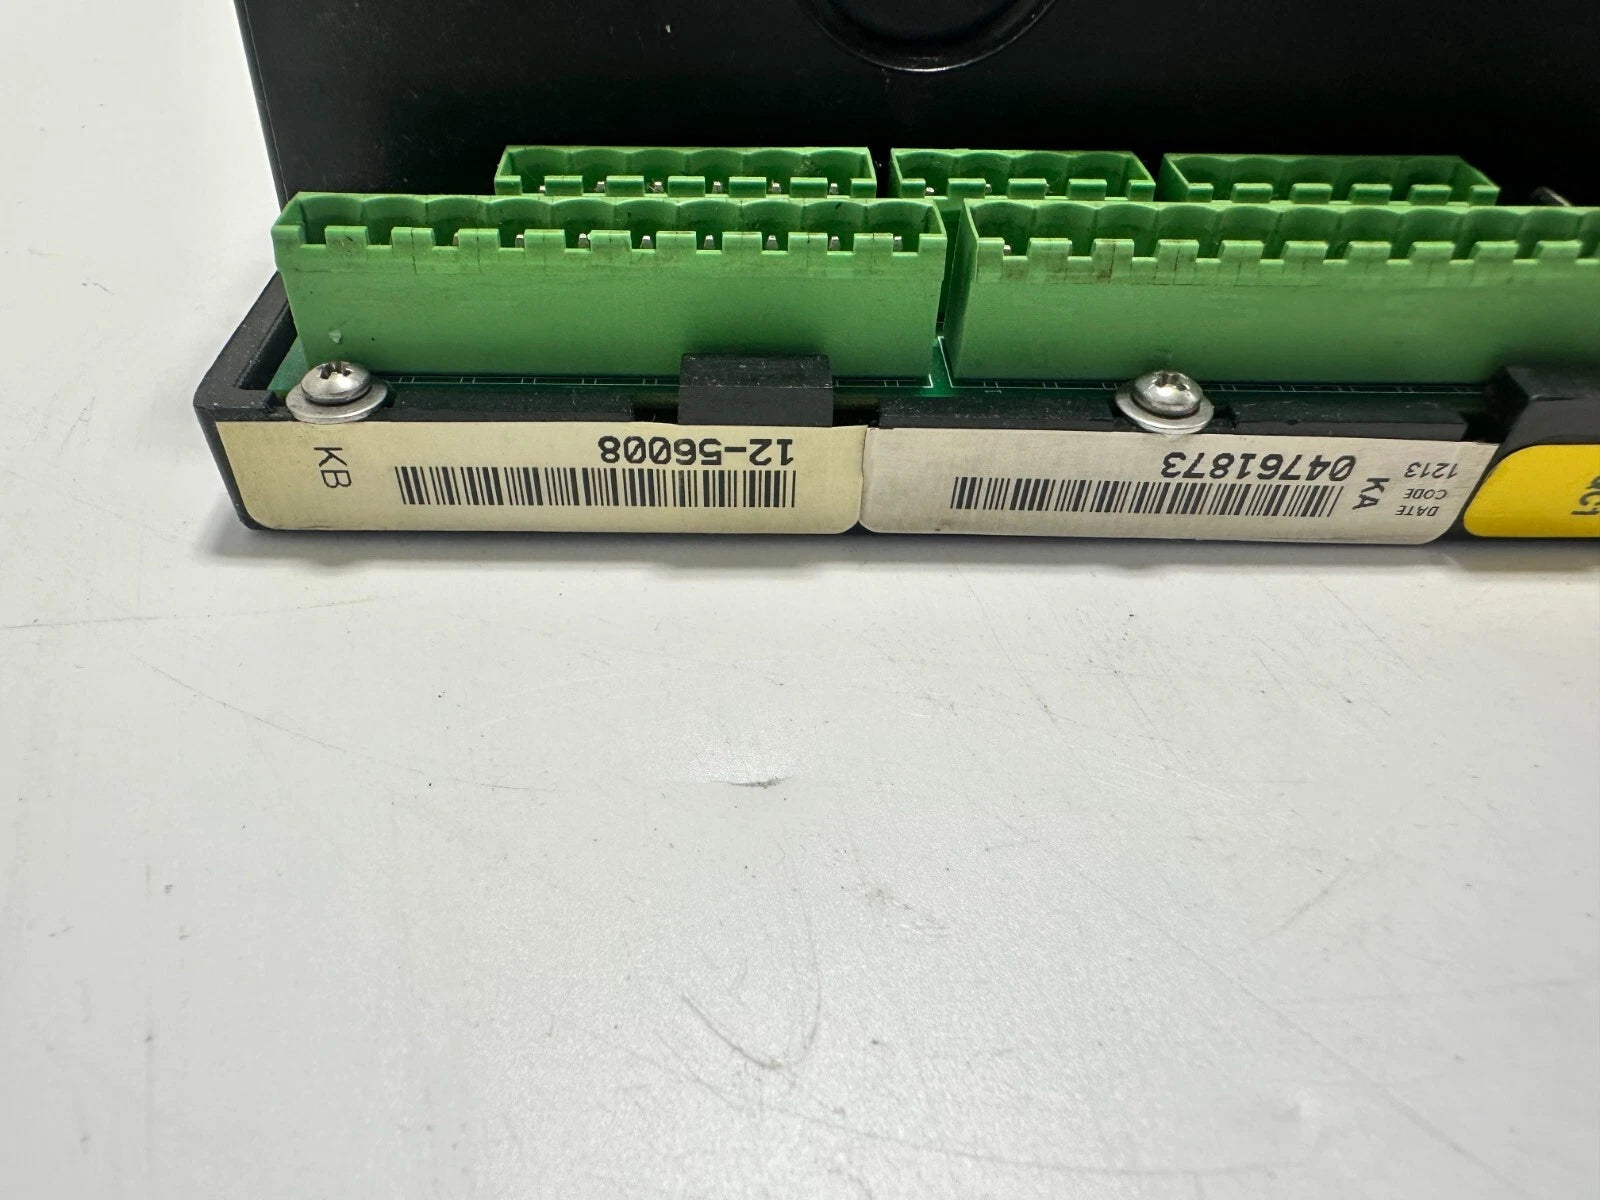 12-56008
KB
DATE
CODE
1213
KA
04761873